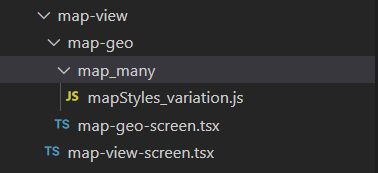 map-view
map-geo
map_many
JS mapStyles_variation.js
TS map-geo-screen.tsx
TS map-view-screen.tsx